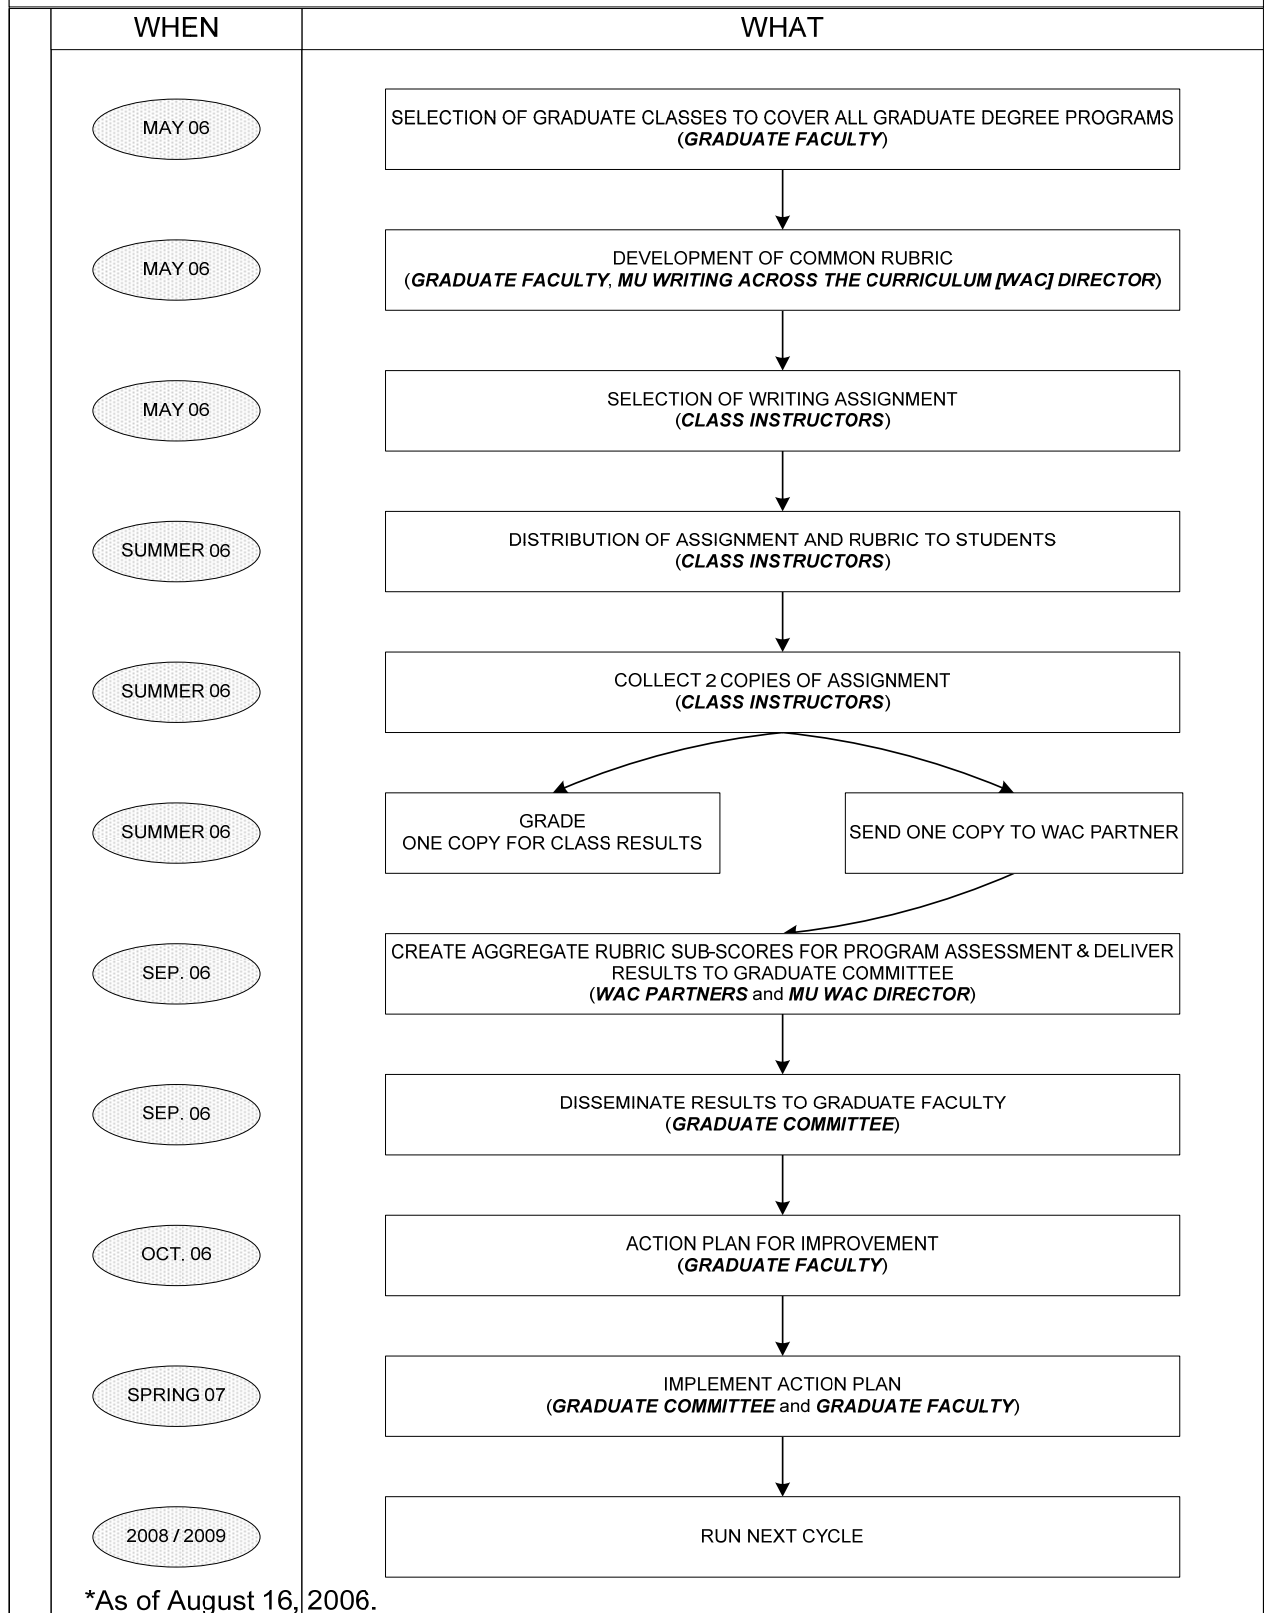 WHEN
WHAT
MAY 06
SELECTION OF GRADUATE CLASSES TO COVER ALL GRADUATE DEGREE PROGRAMS
(GRADUATE FACULTY)
MAY 06
DEVELOPMENT OF COMMON RUBRIC
(GRADUATE FACULTY, MU WRITING ACROSS THE CURRICULUM [WAC] DIRECTOR)
MAY 06
SELECTION OF WRITING ASSIGNMENT
(CLASS INSTRUCTORS)
SUMMER 06
DISTRIBUTION OF ASSIGNMENT AND RUBRIC TO STUDENTS
(CLASS INSTRUCTORS)
SUMMER 06
COLLECT 2 COPIES OF ASSIGNMENT
(CLASS INSTRUCTORS)
SUMMER 06
GRADE
ONE COPY FOR CLASS RESULTS
SEND ONE COPY TO WAC PARTNER
SEP. 06
CREATE AGGREGATE RUBRIC SUB-SCORES FOR PROGRAM ASSESSMENT & DELIVER
RESULTS TO GRADUATE COMMITTEE
(WAC PARTNERS and MU WAC DIRECTOR)
SEP. 06
DISSEMINATE RESULTS TO GRADUATE FACULTY
(GRADUATE COMMITTEE)
OCT. 06
ACTION PLAN FOR IMPROVEMENT
(GRADUATE FACULTY)
SPRING 07
IMPLEMENT ACTION PLAN
(GRADUATE COMMITTEE and GRADUATE FACULTY)
2008 / 2009
RUN NEXT CYCLE
*As of August 16, 2006.